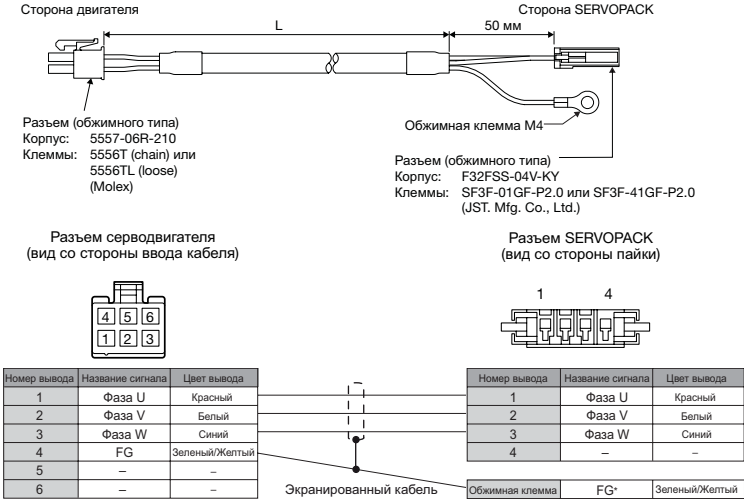 Сторона двигателя
Сторона SERVOPACK
L
50 мм
Обжимная клемма М4
Разъем (обжимного типа)
Корпус: 5557-06R-210
Клеммы: 5556T (chain) или
5556TL (loose)
(Molex)
Разъем (обжимного типа)
Корпус: F32FSS-04V-KY
Клеммы: SF3F-01GF-P2.0 или SF3F-41GF-P2.0
(JST. Mfg. Co., Ltd.)
Разъем серводвигателя
(вид со стороны ввода кабеля)
Разъем SERVOPACK
(вид со стороны пайки)
4 5 6
1 2 3
1 4
Номер вывода Название сигнала Цвет вывода
1 Фаза U Красный
2 Фаза V Белый
3 Фаза W Синий
4 FG Зеленый/Желтый
5 – –
6 – –
Экранированный кабель
Номер вывода Название сигнала Цвет вывода
1 Фаза U Красный
2 Фаза V Белый
3 Фаза W Синий
4 – –
Обжимная клемма FG* Зеленый/Желтый